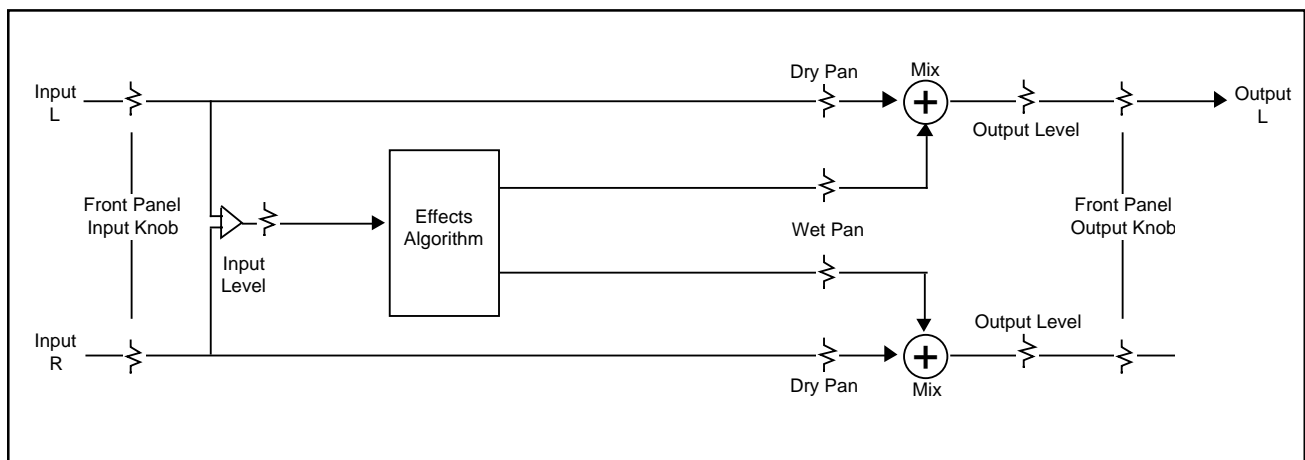 Dry Pan
Mix
Input
L
Output
L
Output Level
Front Panel
Input Knob
Effects
Algorithm
Front Panel
Output Knob
Wet Pan
Input
Level
Output Level
Input
R
Dry Pan
Mix